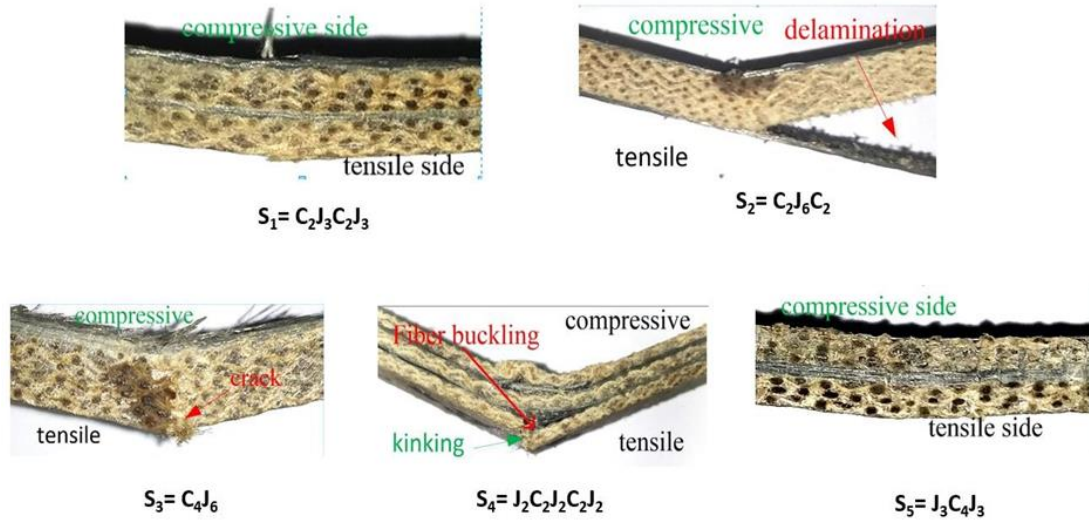 compressive side
tensile side
S₁= C₂J₃C₂J₃
compressive
delamination
tensile
S₂= C₂J₆C₂
compressive
crack
tensile
S₃= C₄J₆
compressive
Fiber buckling
kinking
tensile
S₄= J₂C₂J₂C₂J₂
compressive side
tensile side
S₅= J₃C₄J₃